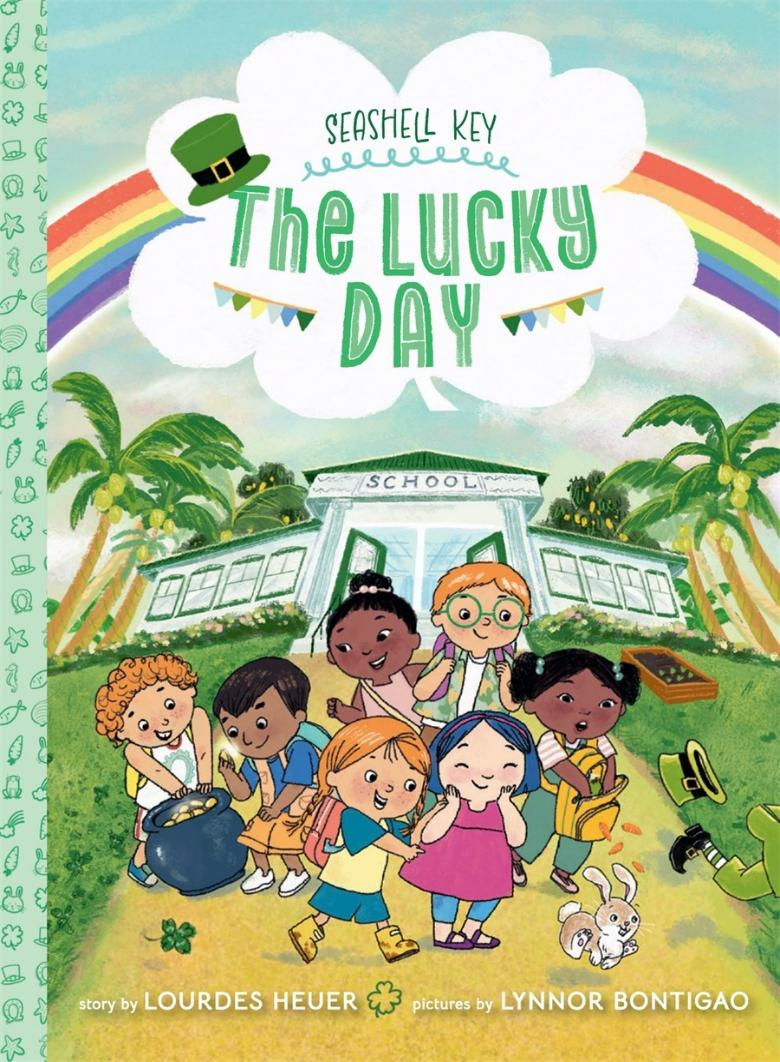 SEASHELL KEY
The LUCKY
DAY
SCHOOL
story by LOURDES HEUER pictures by LYNNOR BONTIGAO